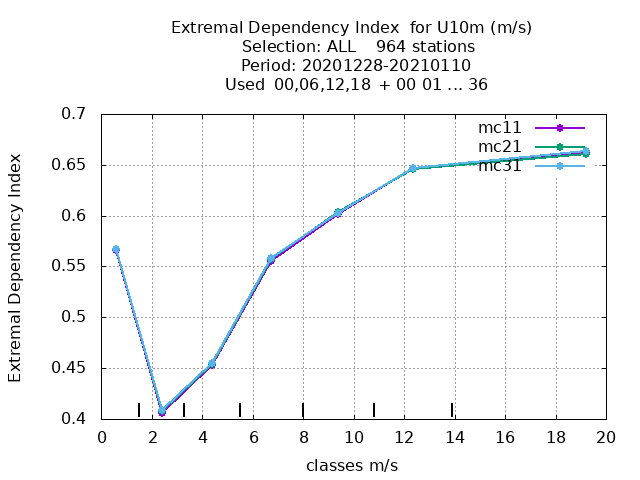 Extremal Dependency Index  for U10m (m/s)
Selection: ALL    964 stations
Period: 20201228-20210110
Used  00,06,12,18  + 00 01 ... 36
Extremal Dependency Index
0.7
0.65
0.6
0.55
0.5
0.45
0.4
mc11
mc21
mc31
0 2 4 6 8 10 12 14 16 18 20
classes m/s